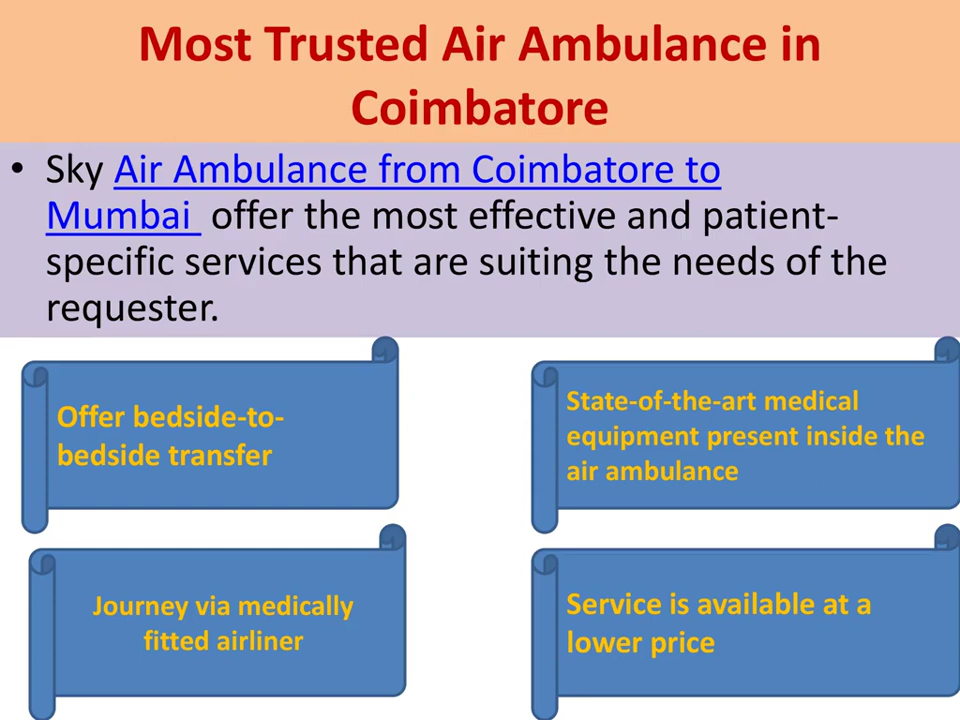 Most Trusted Air Ambulance in
Coimbatore
• Sky Air Ambulance from Coimbatore to
Mumbai offer the most effective and patient-
specific services that are suiting the needs of the
requester.
Offer bedside-to-
bedside transfer
State-of-the-art medical
equipment present inside the
air ambulance
Journey via medically
fitted airliner
Service is available at a
lower price